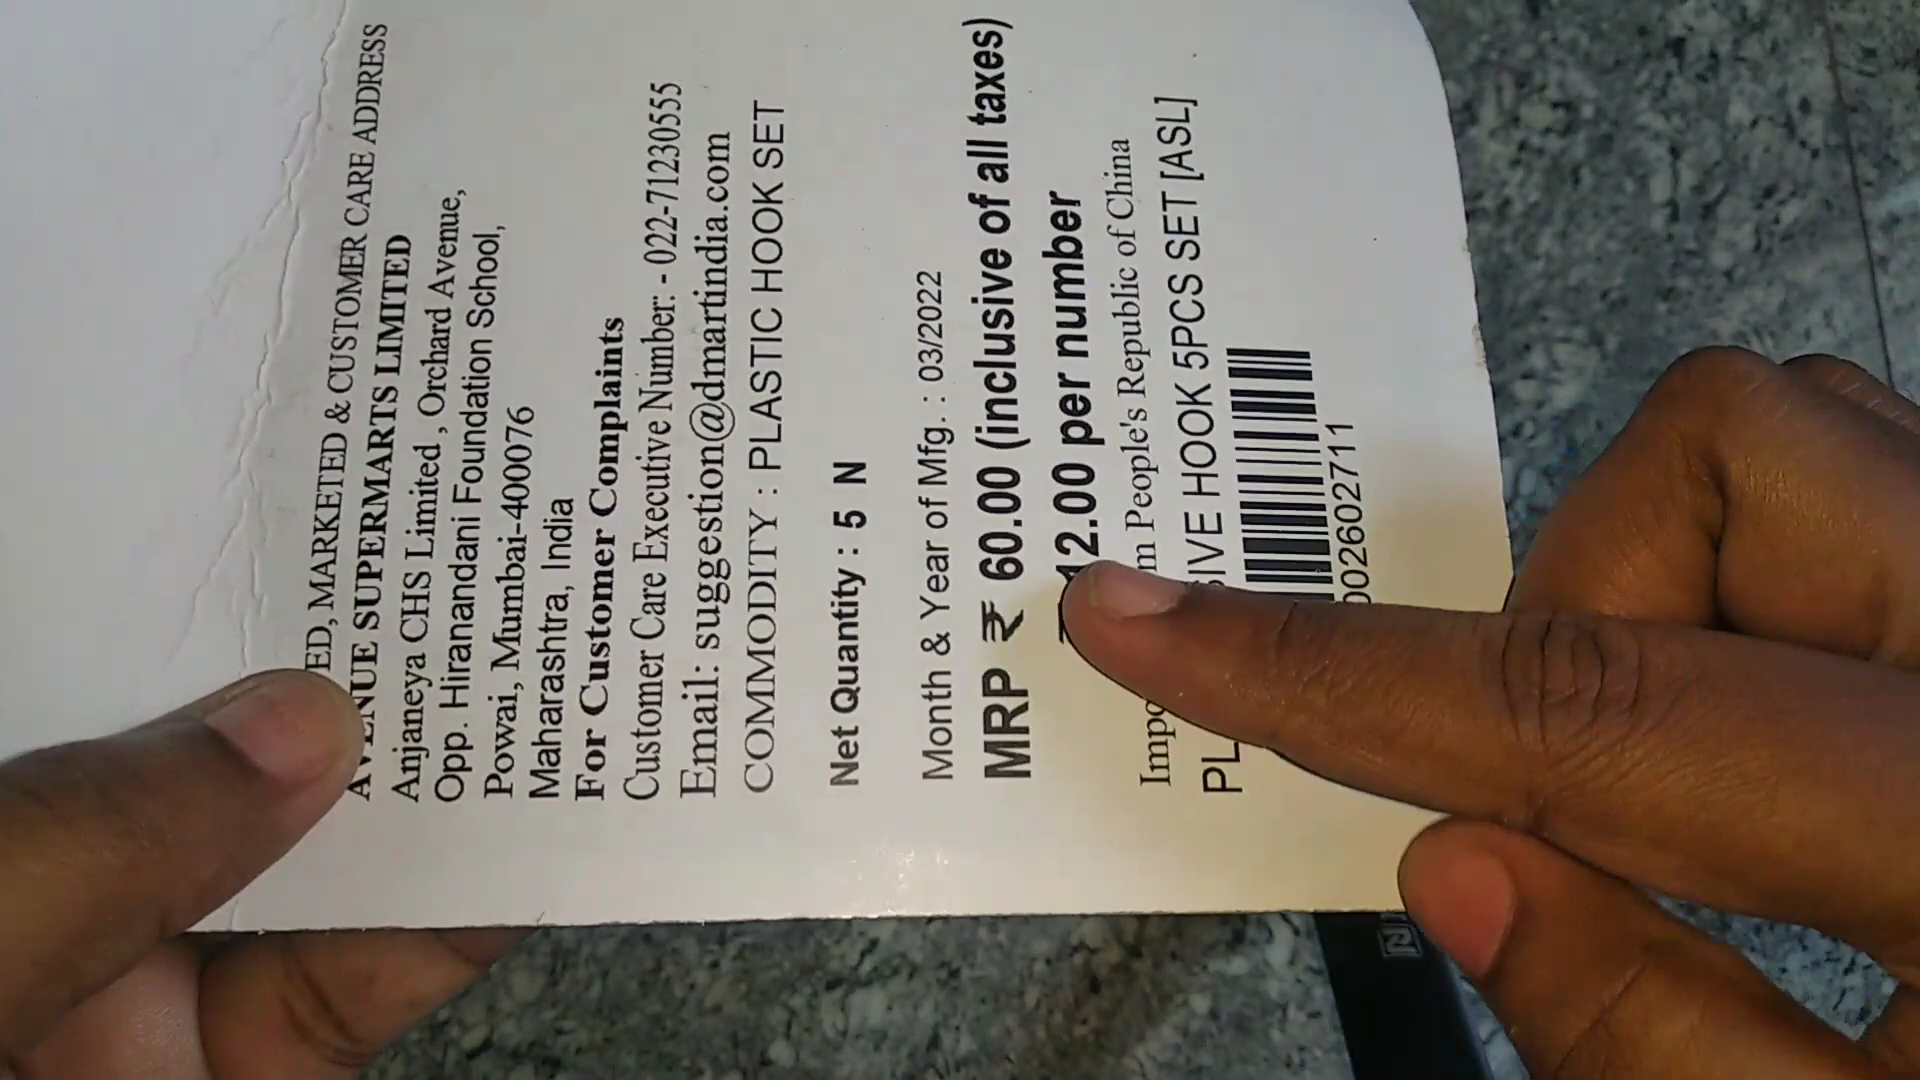 ED, MARKETED & CUSTOMER CARE ADDRESS
AVENUE SUPERMARTS LIMITED
Anjaneya CHS Limited , Orchard Avenue,
Opp. Hiranandani Foundation School,
Powai, Mumbai-400076
Maharashtra, India
For Customer Complaints
Customer Care Executive Number: - 022-71230555
Email: suggestion@dmartindia.com
COMMODITY : PLASTIC HOOK SET
Net Quantity : 5 N
Month & Year of Mfg. : 03/2022
MRP ₹ 60.00 (inclusive of all taxes)
12.00 per number
People's Republic of China
HOOK 5PCS SET [ASL]
002602711